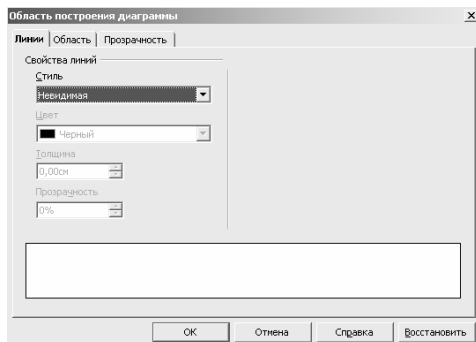 Область построения диаграммы
Линии Область Прозрачность
Свойства линий
Стиль
Невидимая
Цвет
Черный
Толщина
0,00см
Прозрачность
0%
ОК Отмена Справка Восстановить